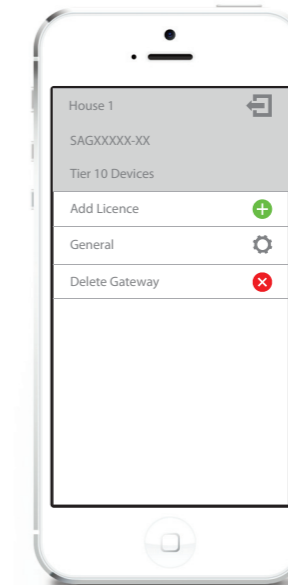 House 1
SAGXXXXX-XX
Tier 10 Devices
Add Licence
General
Delete Gateway